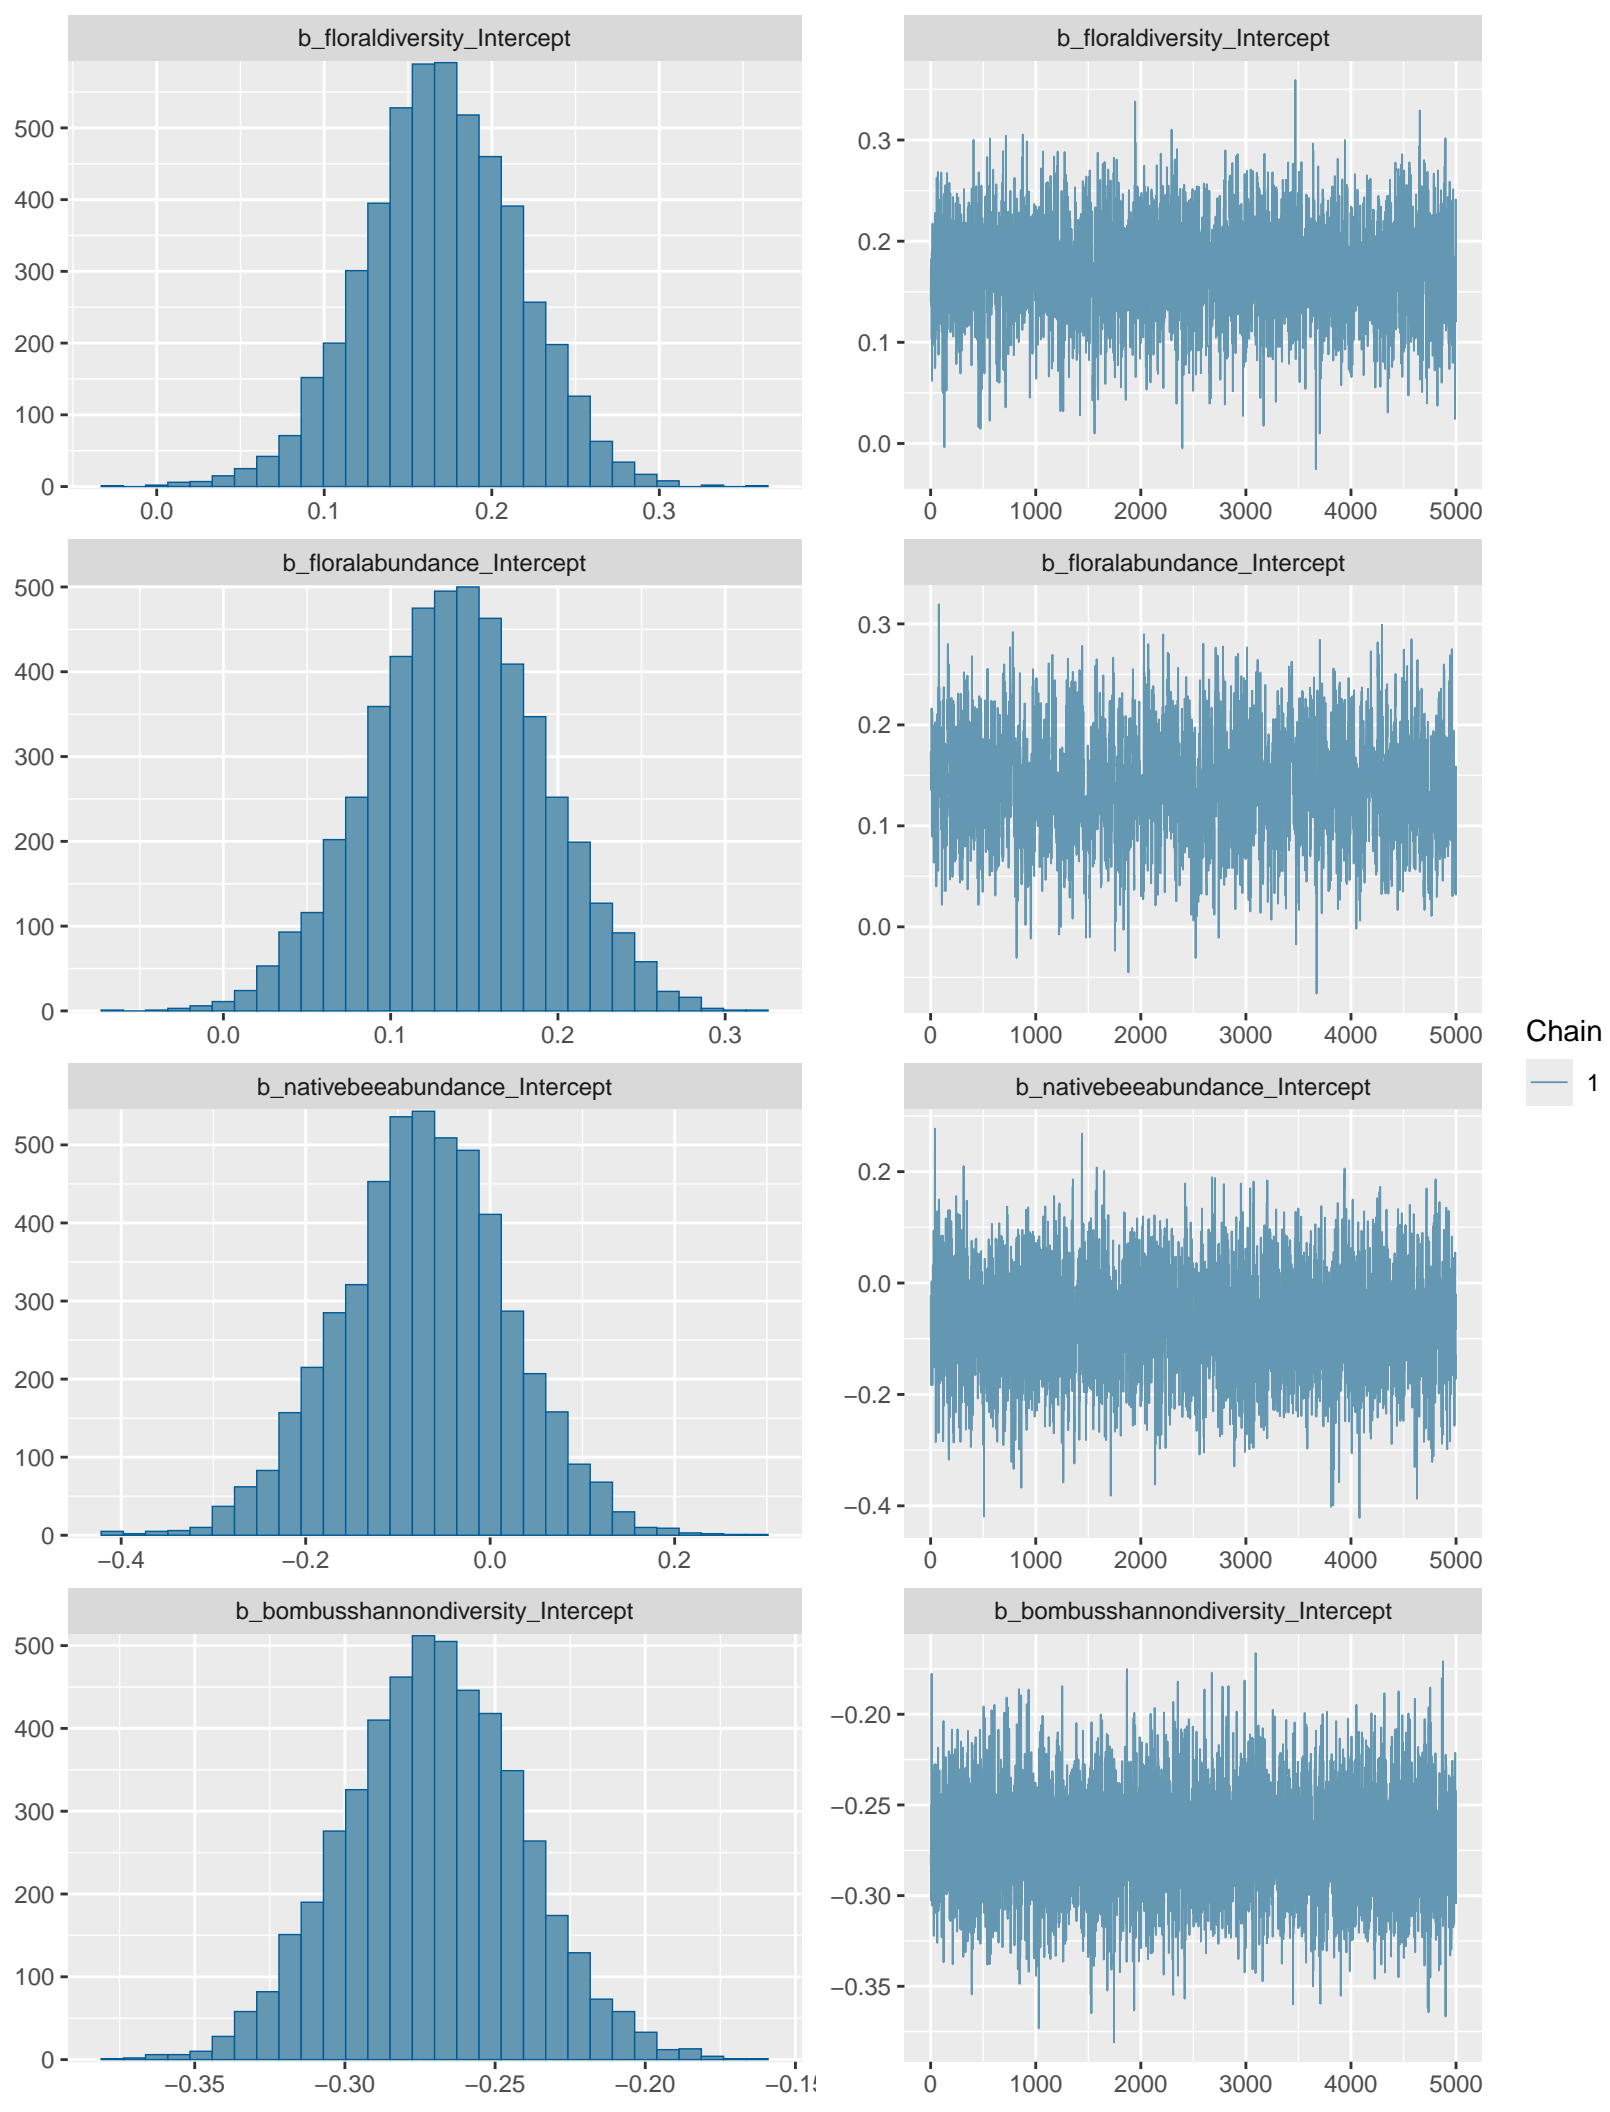 b_floraldiversity_Intercept
b_floraldiversity_Intercept
500
400
300
200
100
0
0.0 0.1 0.2 0.3
0.3
0.2
0.1
0.0
0 1000 2000 3000 4000 5000
b_floralabundance_Intercept
b_floralabundance_Intercept
500
400
300
200
100
0
0.0 0.1 0.2 0.3
0.3
0.2
0.1
0.0
0 1000 2000 3000 4000 5000
Chain
1
b_nativebeeabundance_Intercept
b_nativebeeabundance_Intercept
500
400
300
200
100
0
−0.4 −0.2 0.0 0.2
0.2
0.0
−0.2
−0.4
0 1000 2000 3000 4000 5000
b_bombusshannondiversity_Intercept
b_bombusshannondiversity_Intercept
500
400
300
200
100
0
−0.35 −0.30 −0.25 −0.20
−0.20
−0.25
−0.30
−0.35
0 1000 2000 3000 4000 5000